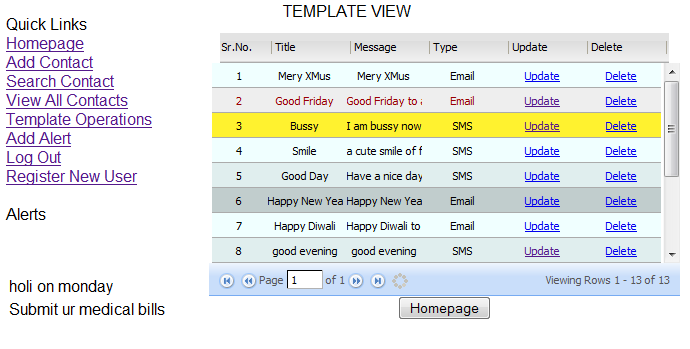 TEMPLATE VIEW
Quick Links
Homepage
Add Contact
Search Contact
View All Contacts
Template Operations
Add Alert
Log Out
Register New User
Alerts
holi on monday
Submit ur medical bills
Sr.No. Title Message Type Update Delete
1 Mery XMus Mery XMus Email Update Delete
2 Good Friday Good Friday to a Email Update Delete
3 Bussy I am bussy now SMS Update Delete
4 Smile a cute smile of f SMS Update Delete
5 Good Day Have a nice day SMS Update Delete
6 Happy New Yea Happy New Yea Email Update Delete
7 Happy Diwali Happy Diwali to Email Update Delete
8 good evening good evening SMS Update Delete
Page 1 of 1 Viewing Rows 1 - 13 of 13
Homepage